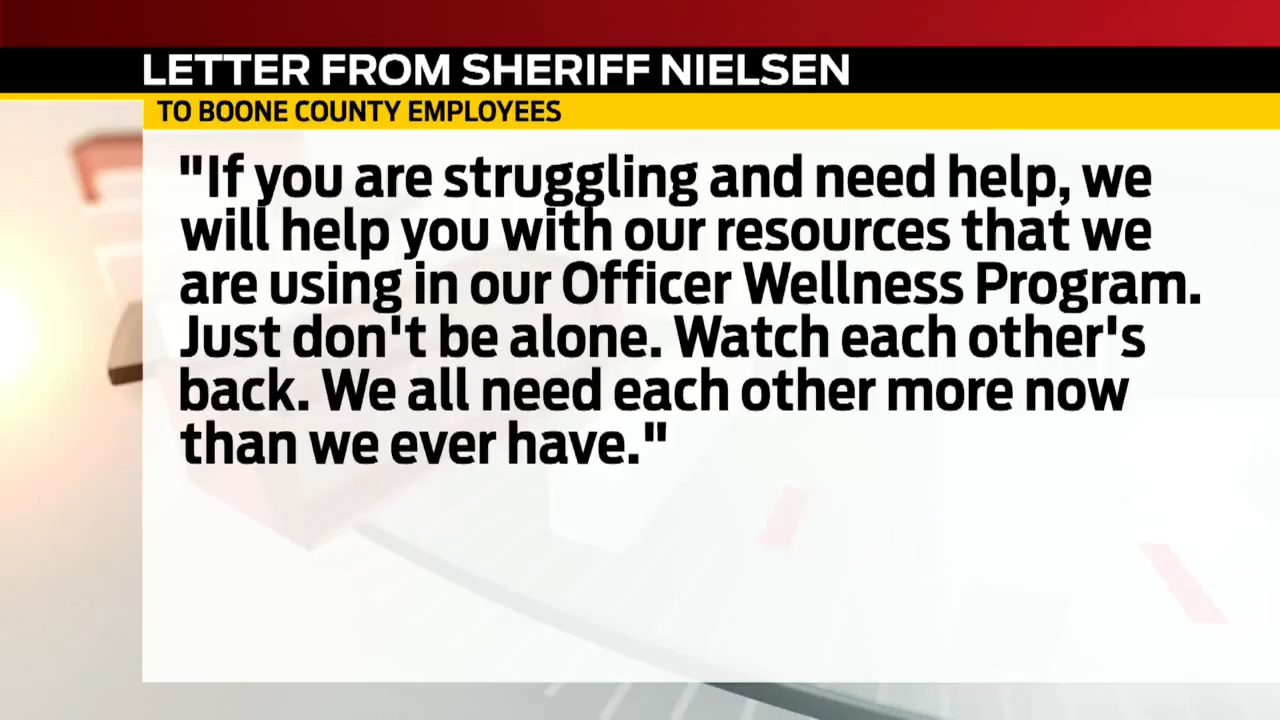 LETTER FROM SHERIFF NIELSEN
TO BOONE COUNTY EMPLOYEES
"If you are struggling and need help, we
will help you with our resources that we
are using in our Officer Wellness Program.
Just don't be alone. Watch each other's
back. We all need each other more now
than we ever have."